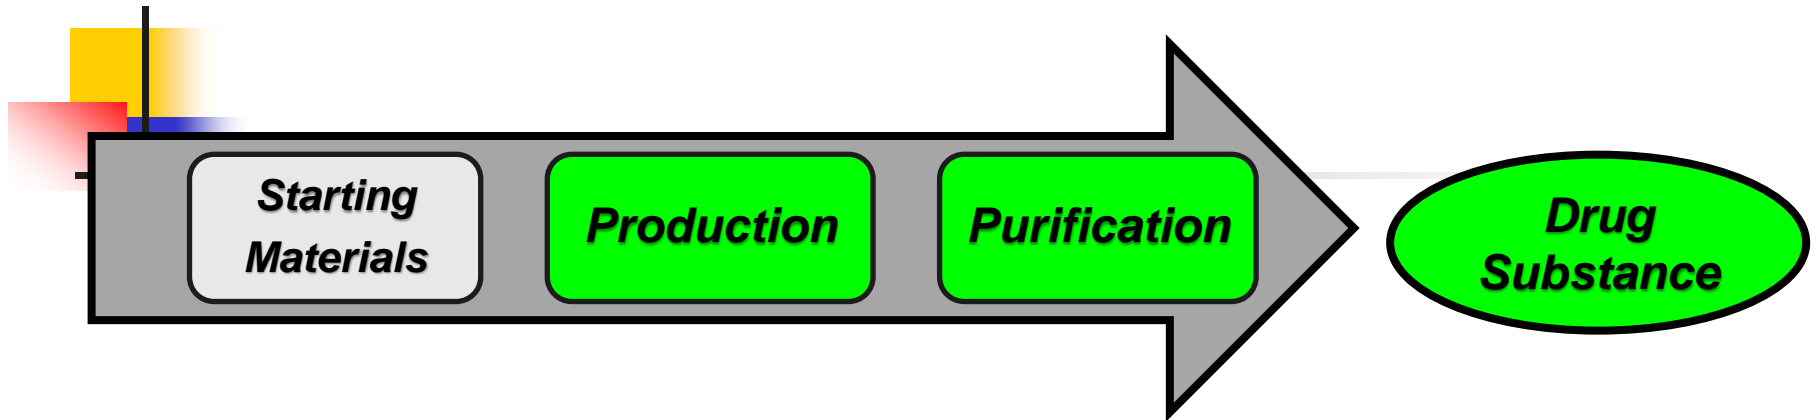 Starting
Materials
Production
Purification
Drug
Substance